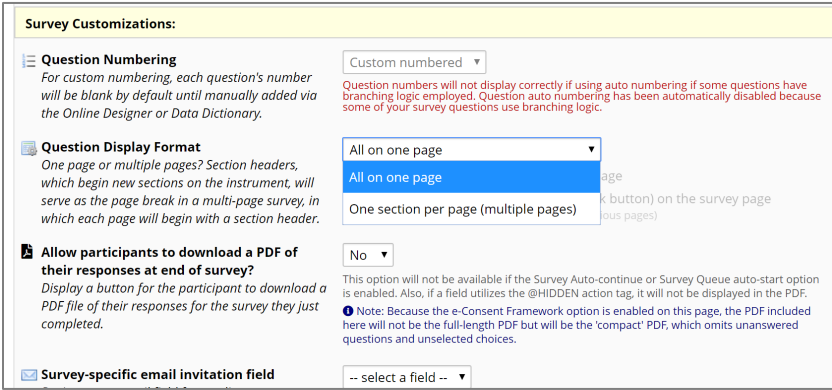 Survey Customizations:
Question Numbering
For custom numbering, each question's number
will be blank by default until manually added via
the Online Designer or Data Dictionary.
Custom numbered
Question numbers will not display correctly if using auto numbering if some questions have
branching logic employed. Question auto numbering has been automatically disabled because
some of your survey questions use branching logic.
Question Display Format
One page or multiple pages? Section headers,
which begin new sections on the instrument, will
serve as the page break in a multi-page survey, in
which each page will begin with a section header.
All on one page
All on one page
One section per page (multiple pages)
button) on the survey page
pages)
Allow participants to download a PDF of
their responses at end of survey?
Display a button for the participant to download a
PDF file of their responses for the survey they just
completed.
No
This option will not be available if the Survey Auto-continue or Survey Queue auto-start option
is enabled. Also, if a field utilizes the @HIDDEN action tag, it will not be displayed in the PDF.
Note: Because the e-Consent Framework option is enabled on this page, the PDF included
here will not be the full-length PDF but will be the 'compact' PDF, which omits unanswered
questions and unselected choices.
Survey-specific email invitation field
-- select a field --